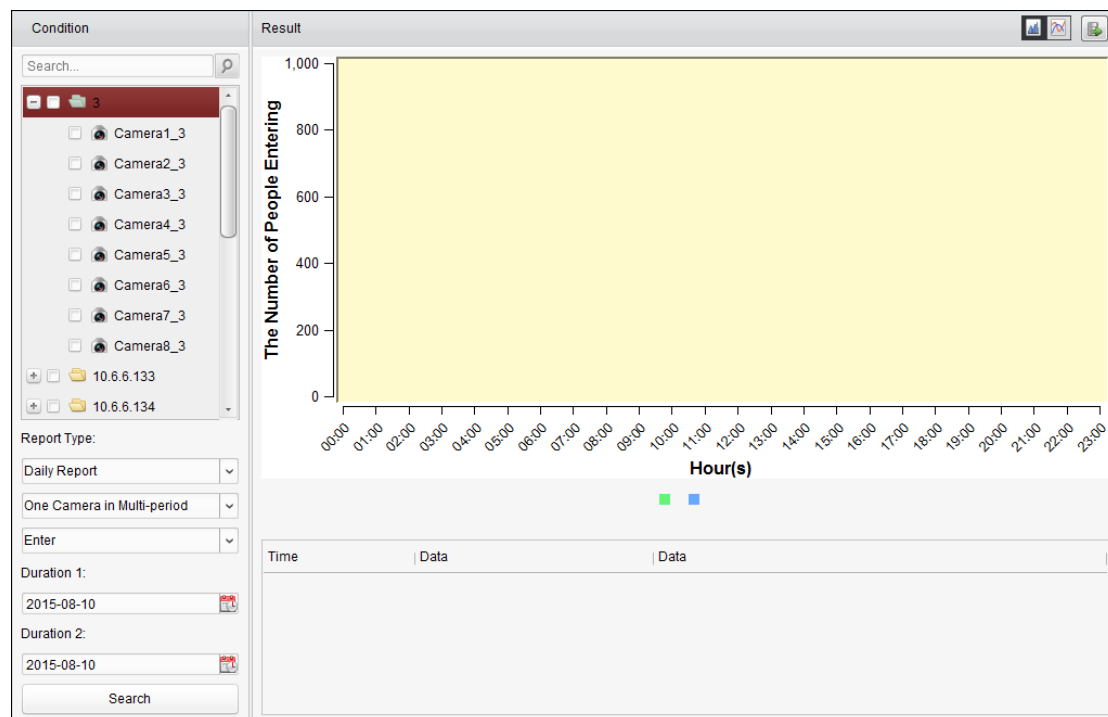 Condition
Search...
3
Camera1_3
Camera2_3
Camera3_3
Camera4_3
Camera5_3
Camera6_3
Camera7_3
Camera8_3
10.6.6.133
10.6.6.134
Report Type:
Daily Report
One Camera in Multi-period
Enter
Duration 1:
2015-08-10
Duration 2:
2015-08-10
Search
Result
The Number of People Entering
1,000
800
600
400
200
0
00:00 01:00 02:00 03:00 04:00 05:00 06:00 07:00 08:00 09:00 10:00 11:00 12:00 13:00 14:00 15:00 16:00 17:00 18:00 19:00 20:00 21:00 22:00 23:00
Hour(s)
Time Data Data